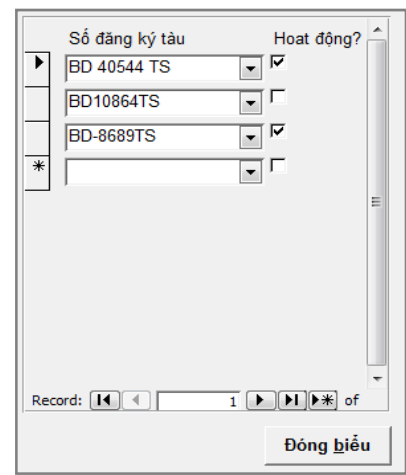 Số đăng ký tàu Hoat động?
BD 40544 TS
BD10864TS
BD-8689TS
Record: 1 of
Đóng biểu